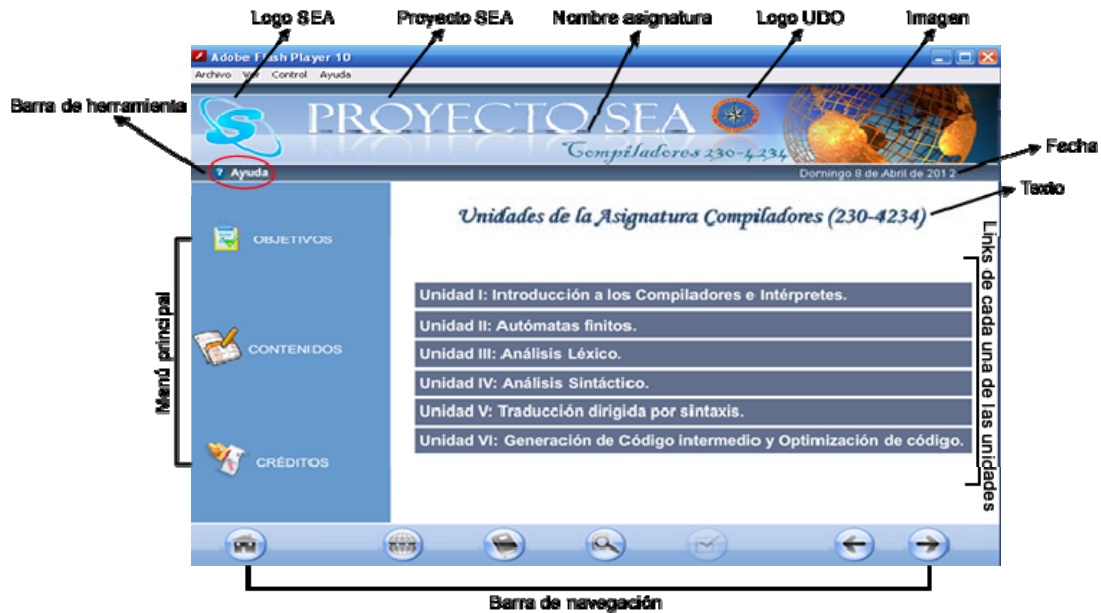 Logo SEA
Proyecto SEA
Nombre asignatura
Logo UDO
Imagen
Adobe Flash Player 10
Archivo Ver Control Ayuda
Barra de herramienta
PROYECTO SEA
Compiladores 230-4234
Fecha
? Ayuda
Domingo 8 de Abril de 2012
Texto
Unidades de la Asignatura Compiladores (230-4234)
Menú principal
OBJETIVOS
CONTENIDOS
CRÉDITOS
Unidad I: Introducción a los Compiladores e Intérpretes.
Unidad II: Autómatas finitos.
Unidad III: Análisis Léxico.
Unidad IV: Análisis Sintáctico.
Unidad V: Traducción dirigida por sintaxis.
Unidad VI: Generación de Código intermedio y Optimización de código.
Links de cada una de las unidades
Barra de navegación